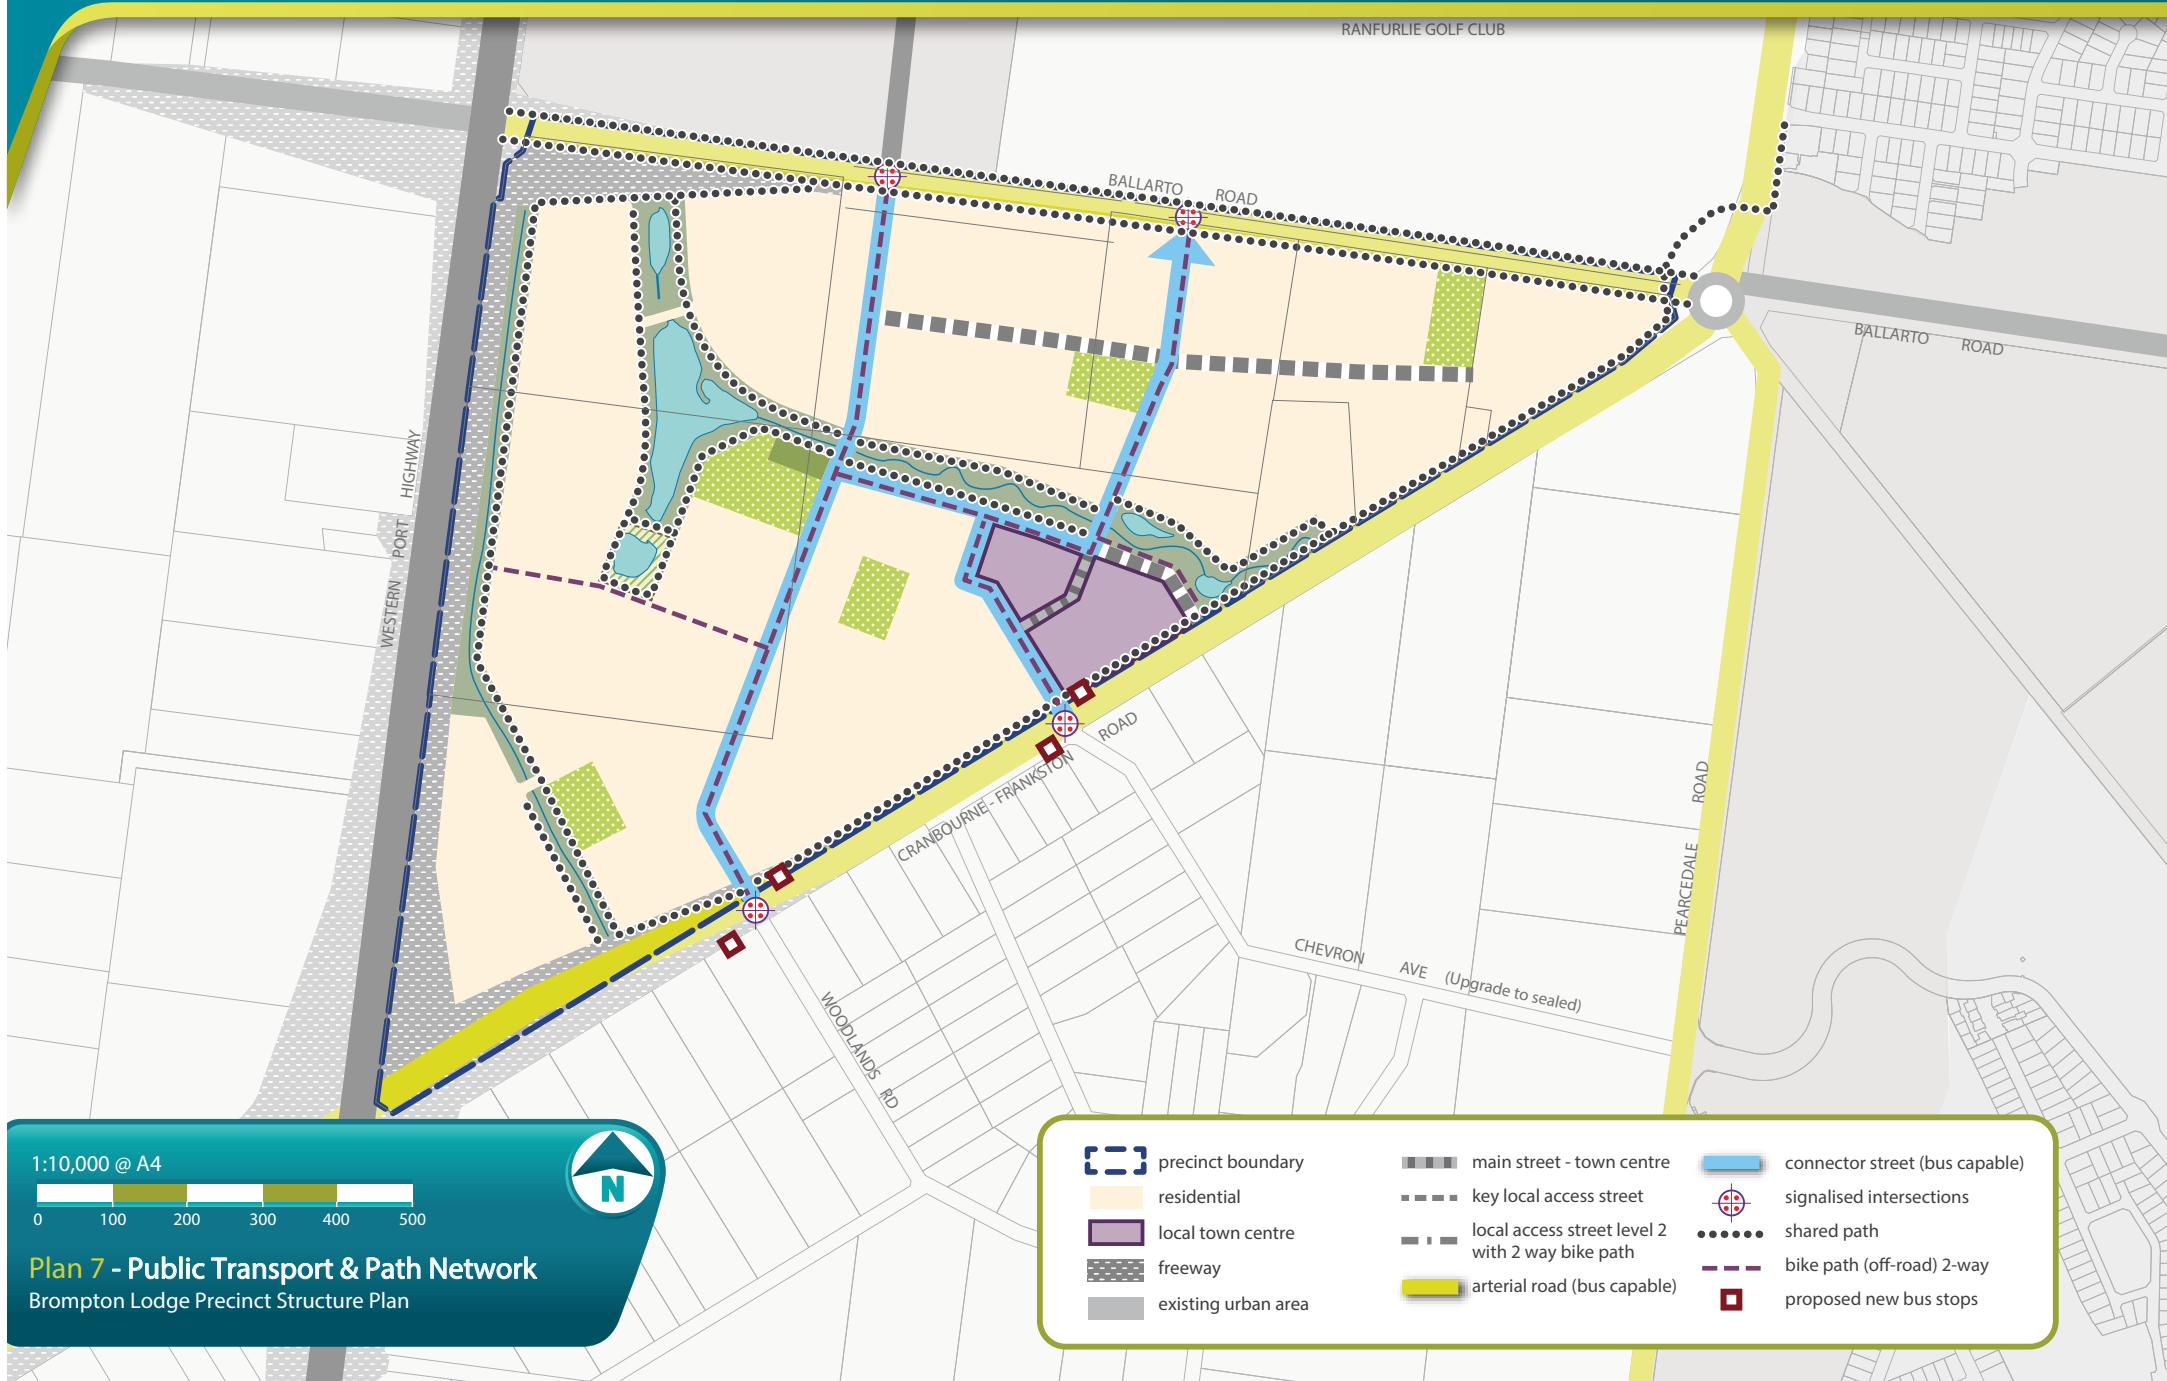 RANFURLIE GOLF CLUB
BALLARTO ROAD
BALLARTO ROAD
WESTERN PORT HIGHWAY
CRANBOURNE - FRANKSTON ROAD
PEARCEDALE ROAD
CHEVRON AVE (Upgrade to sealed)
WOODLANDS RD
1:10,000 @ A4
0 100 200 300 400 500
N
Plan 7 - Public Transport & Path Network
Brompton Lodge Precinct Structure Plan
precinct boundary
residential
local town centre
freeway
existing urban area
main street - town centre
key local access street
local access street level 2
with 2 way bike path
arterial road (bus capable)
connector street (bus capable)
signalised intersections
shared path
bike path (off-road) 2-way
proposed new bus stops